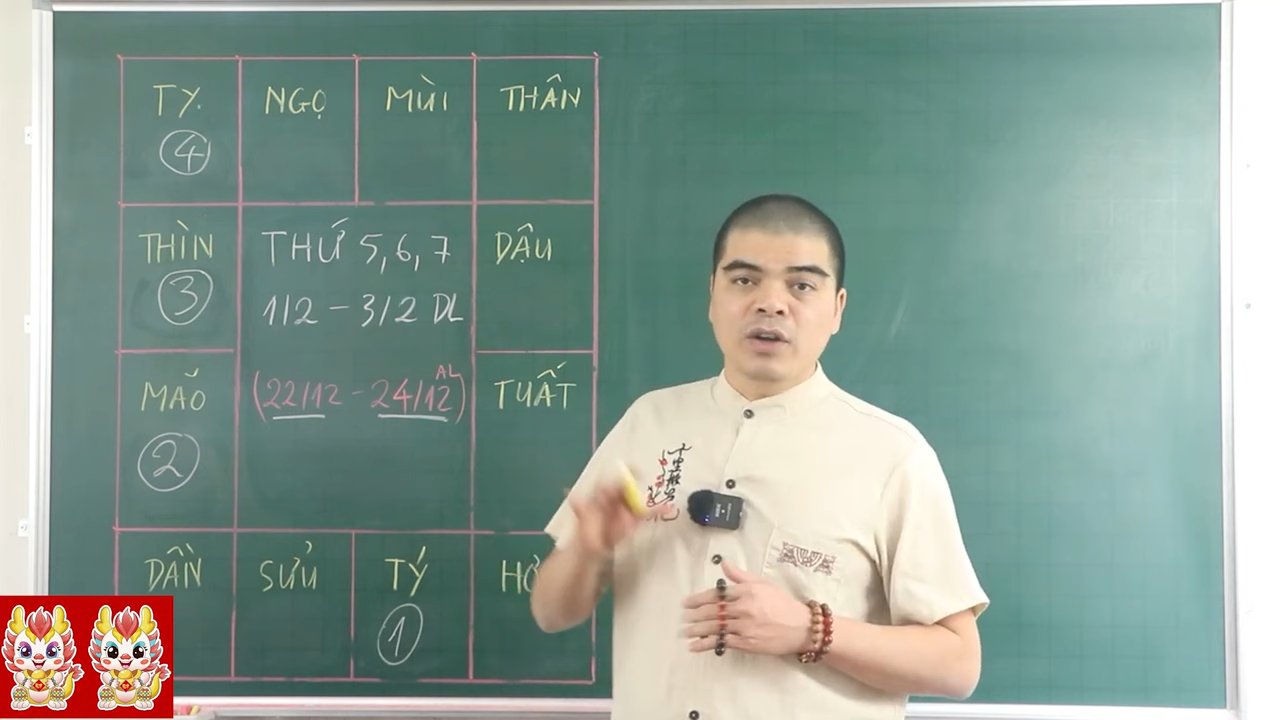 TỴ NGỌ MÙI THÂN
4
THÌN THỨ 5,6,7 DẬU
3 1/2 - 3/2 DL
MÃO (22/12 - 24/12 AL) TUẤT
2
DẦN SỬU TÝ HỢ
1